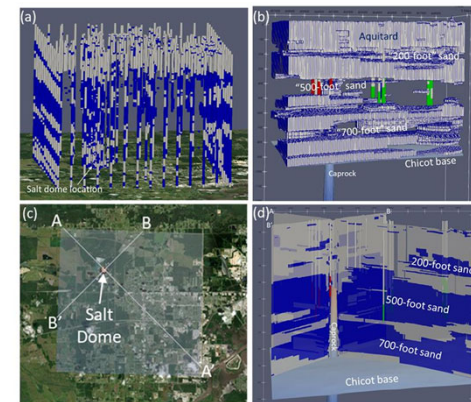 (a)
Salt dome location
(b)
Aquitard
200-foot" sand
"500-foot" sand
"700-foot" sand
Chicot base
Caprock
(c)
A
B
Salt
Dome
B'
A'
(d)
A
B
B'
200-foot sand
500-foot sand
700-foot sand
Caprock
Chicot base